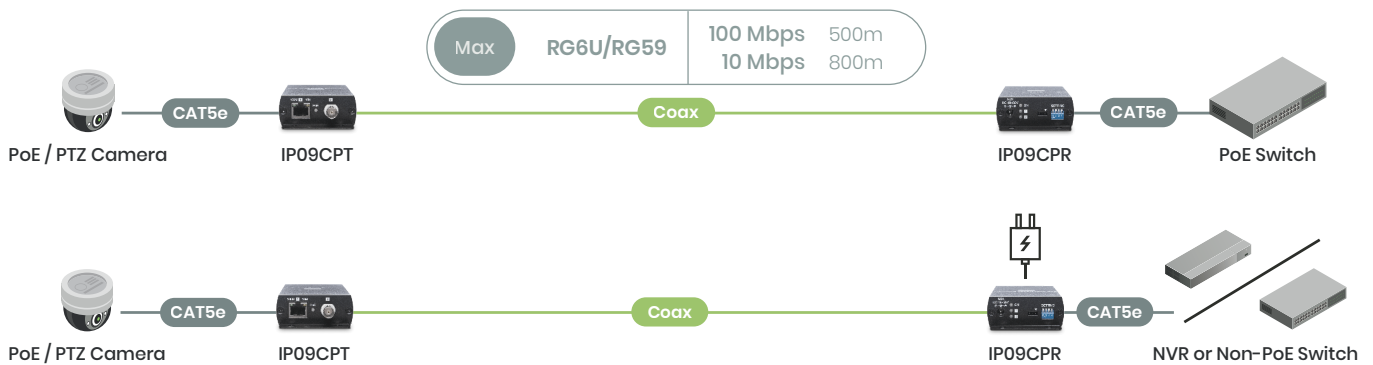 Max RG6U/RG59 100 Mbps 500m
10 Mbps 800m
CAT5e Coax CAT5e
PoE / PTZ Camera IP09CPT IP09CPR PoE Switch
CAT5e Coax CAT5e
PoE / PTZ Camera IP09CPT IP09CPR NVR or Non-PoE Switch